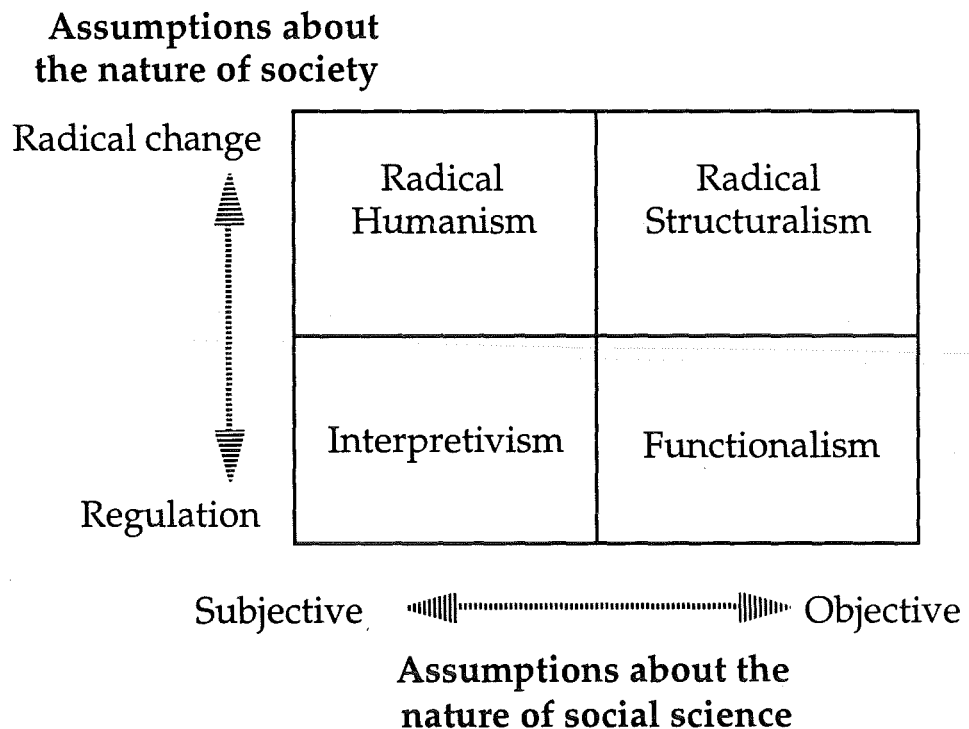 Assumptions about
the nature of society
Radical change
Radical
Humanism
Radical
Structuralism
Interpretivism
Functionalism
Regulation
Subjective
Objective
Assumptions about the
nature of social science